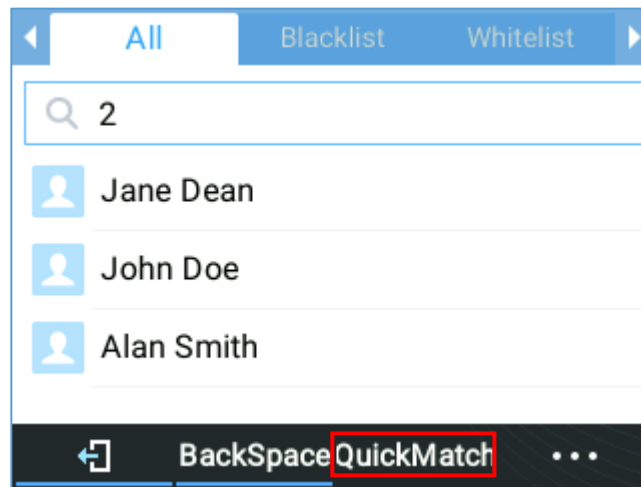 All Blacklist Whitelist
2
Jane Dean
John Doe
Alan Smith
BackSpace QuickMatch ...